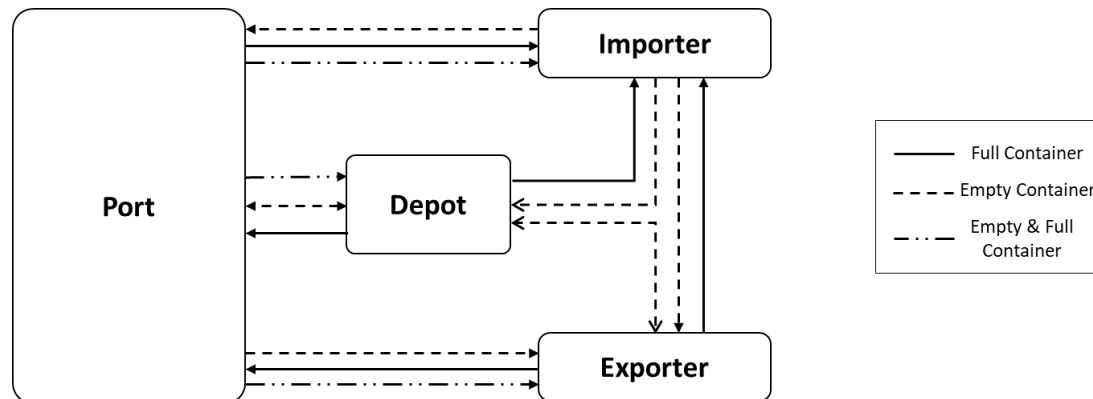 Importer
Port
Depot
Exporter
Full Container
Empty Container
Empty & Full
Container